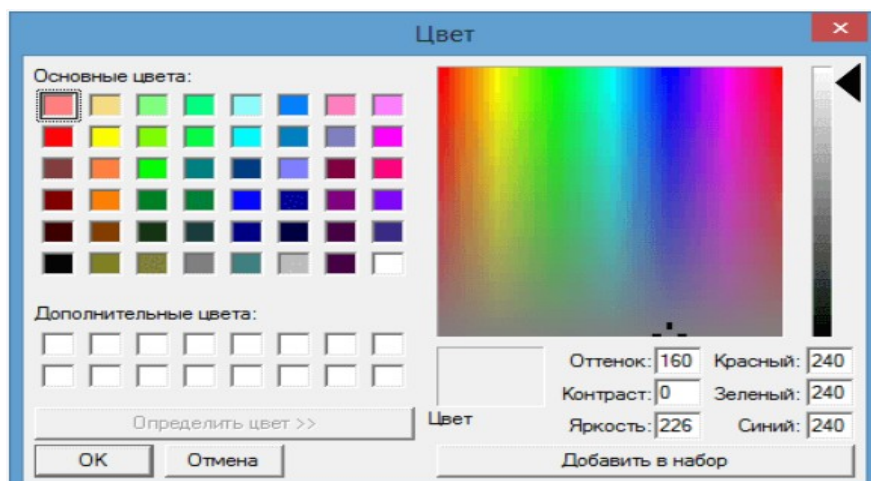 Цвет
Основные цвета:
Дополнительные цвета:
Определить цвет >>
OK
Отмена
Цвет
Оттенок: 160
Красный: 240
Контраст: 0
Зеленый: 240
Яркость: 226
Синий: 240
Добавить в набор